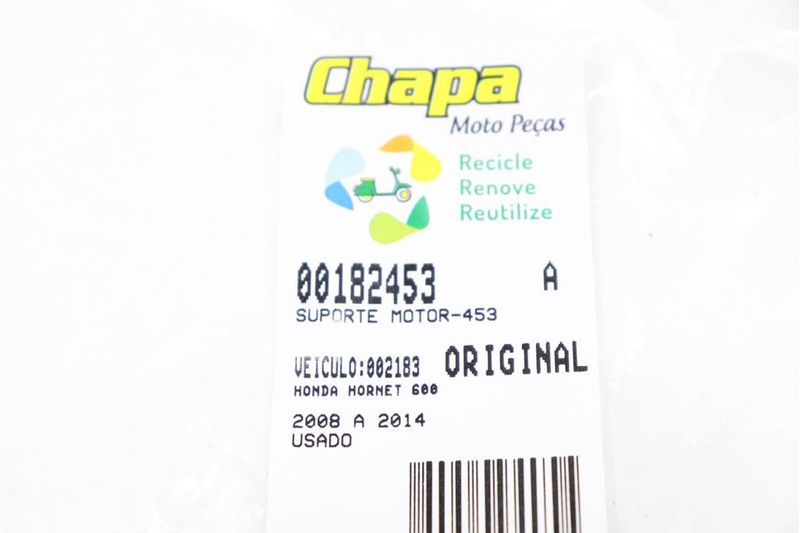 Chapa
Moto Peças
Recicle
Renove
Reutilize
00182453 A
SUPORTE MOTOR-453
VEICULO:002183 ORIGINAL
HONDA HORNET 600
2008 A 2014
USADO